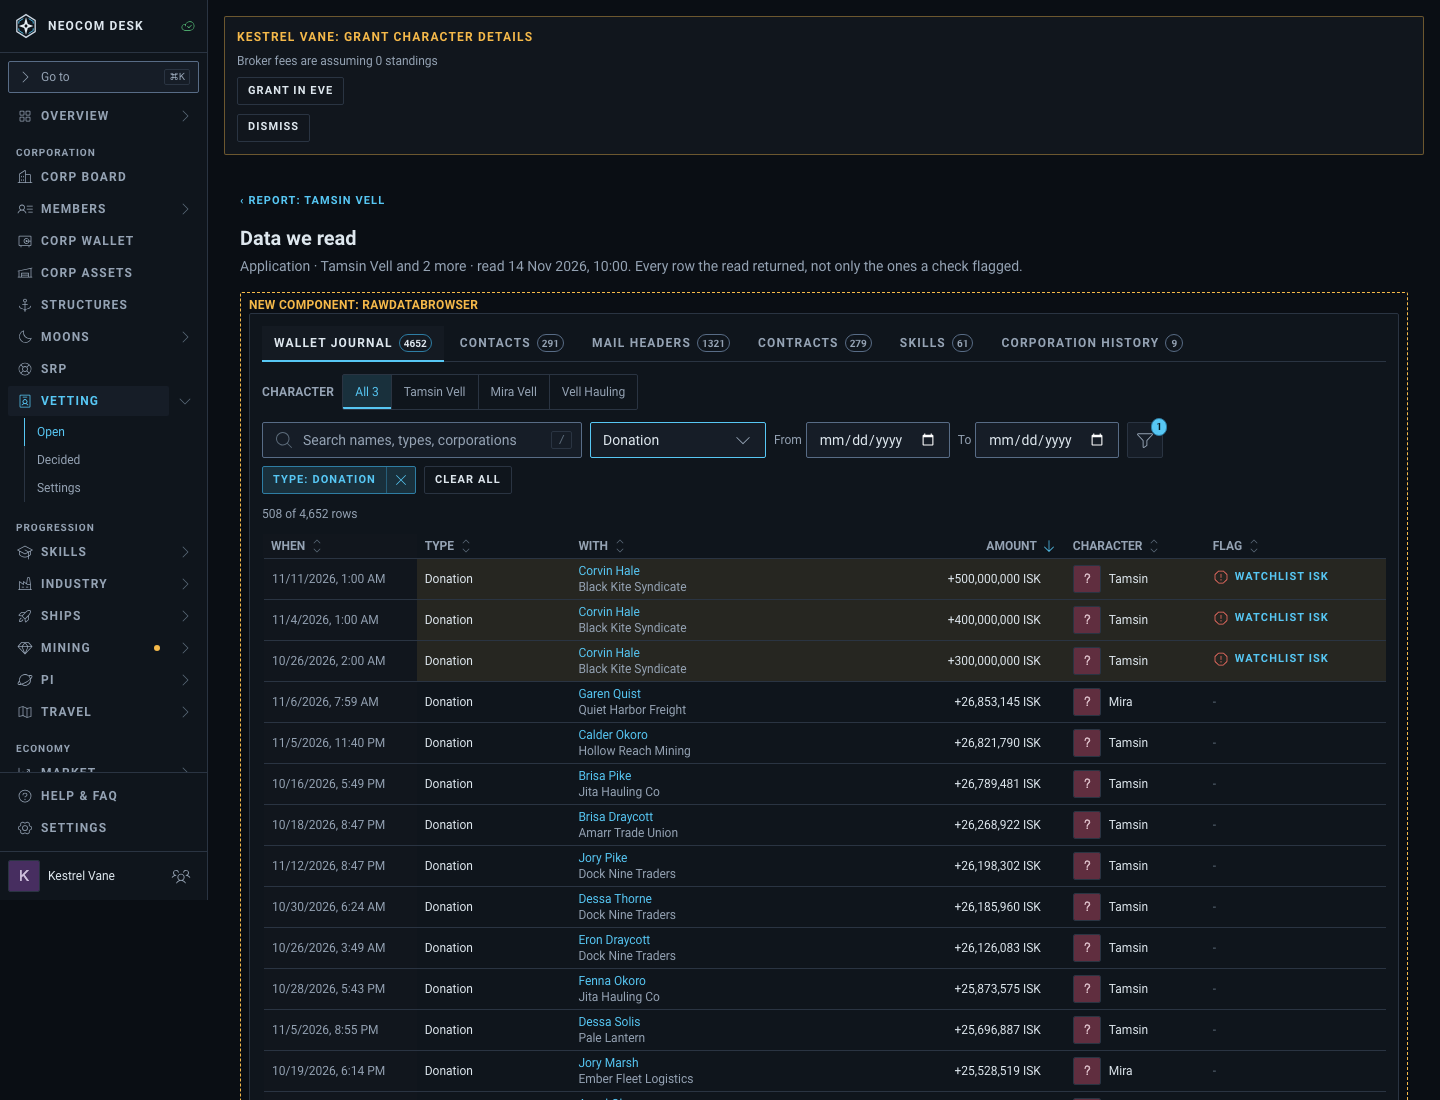 NEOCOM DESK
Go to
⌘K
OVERVIEW
CORPORATION
CORP BOARD
MEMBERS
CORP WALLET
CORP ASSETS
STRUCTURES
MOONS
SRP
VETTING
Open
Decided
Settings
PROGRESSION
SKILLS
INDUSTRY
SHIPS
MINING
PI
TRAVEL
ECONOMY
MARKET
HELP & FAQ
SETTINGS
K
Kestrel Vane
KESTREL VANE: GRANT CHARACTER DETAILS
Broker fees are assuming 0 standings
GRANT IN EVE
DISMISS
‹ REPORT: TAMSIN VELL
Data we read
Application · Tamsin Vell and 2 more · read 14 Nov 2026, 10:00. Every row the read returned, not only the ones a check flagged.
NEW COMPONENT: RAWDATABROWSER
WALLET JOURNAL 4652 CONTACTS 291 MAIL HEADERS 1321 CONTRACTS 279 SKILLS 61 CORPORATION HISTORY 9
CHARACTER All 3 Tamsin Vell Mira Vell Vell Hauling
Search names, types, corporations / Donation From mm/dd/yyyy To mm/dd/yyyy 1
TYPE: DONATION CLEAR ALL
508 of 4,652 rows
WHEN TYPE WITH AMOUNT CHARACTER FLAG
11/11/2026, 1:00 AM Donation Corvin Hale +500,000,000 ISK ? Tamsin WATCHLIST ISK
Black Kite Syndicate
11/4/2026, 1:00 AM Donation Corvin Hale +400,000,000 ISK ? Tamsin WATCHLIST ISK
Black Kite Syndicate
10/26/2026, 2:00 AM Donation Corvin Hale +300,000,000 ISK ? Tamsin WATCHLIST ISK
Black Kite Syndicate
11/6/2026, 7:59 AM Donation Garen Quist +26,853,145 ISK ? Mira -
Quiet Harbor Freight
11/5/2026, 11:40 PM Donation Calder Okoro +26,821,790 ISK ? Tamsin -
Hollow Reach Mining
10/16/2026, 5:49 PM Donation Brisa Pike +26,789,481 ISK ? Tamsin -
Jita Hauling Co
10/18/2026, 8:47 PM Donation Brisa Draycott +26,268,922 ISK ? Tamsin -
Amarr Trade Union
11/12/2026, 8:47 PM Donation Jory Pike +26,198,302 ISK ? Tamsin -
Dock Nine Traders
10/30/2026, 6:24 AM Donation Dessa Thorne +26,185,960 ISK ? Tamsin -
Dock Nine Traders
10/26/2026, 3:49 AM Donation Eron Draycott +26,126,083 ISK ? Tamsin -
Dock Nine Traders
10/28/2026, 5:43 PM Donation Fenna Okoro +25,873,575 ISK ? Tamsin -
Jita Hauling Co
11/5/2026, 8:55 PM Donation Dessa Solis +25,696,887 ISK ? Tamsin -
Pale Lantern
10/19/2026, 6:14 PM Donation Jory Marsh +25,528,519 ISK ? Mira -
Ember Fleet Logistics